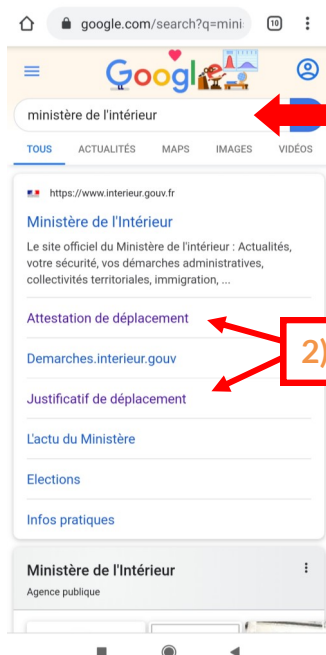 google.com/search?q=mini
10
Googl
ministère de l'intérieur
TOUS ACTUALITÉS MAPS IMAGES VIDÉOS
https://www.interieur.gouv.fr
Ministère de l'Intérieur
Le site officiel du Ministère de l'intérieur : Actualités,
votre sécurité, vos démarches administratives,
collectivités territoriales, immigration, ...
Attestation de déplacement
2)
Demarches.interieur.gouv
Justificatif de déplacement
L'actu du Ministère
Elections
Infos pratiques
Ministère de l'Intérieur
Agence publique